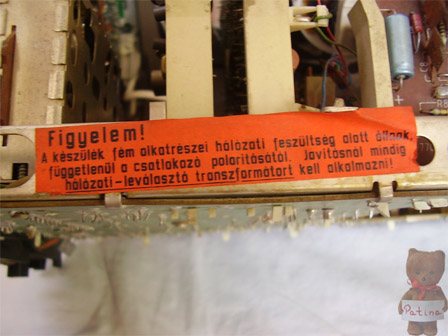 Figyelem!
A készülék fém alkatrészei hálózati feszültség alatt állnak,
függetlenül a csatlakozó polaritásától. Javításnál mindig
hálózati-leválasztó transzformátort kell alkalmazni!
Patina